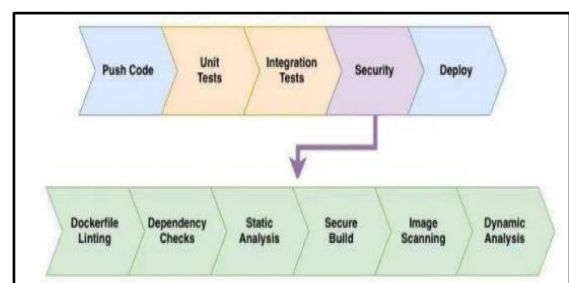 Push Code
Unit
Tests
Integration
Tests
Security
Deploy
Dockerfile
Linting
Dependency
Checks
Static
Analysis
Secure
Build
Image
Scanning
Dynamic
Analysis